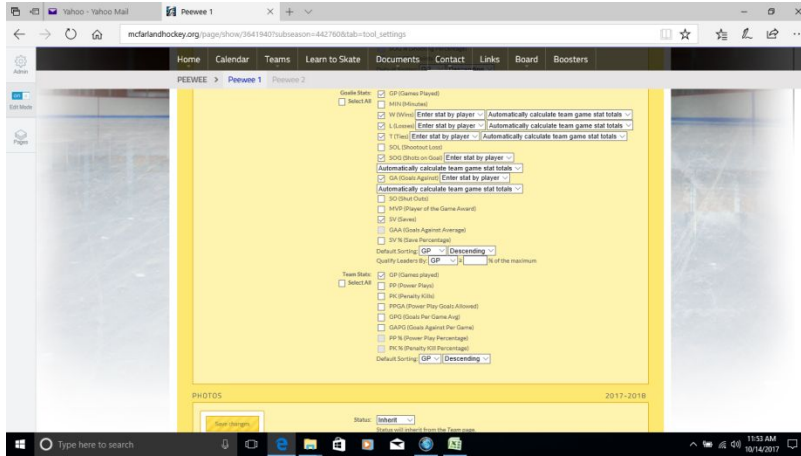 Yahoo - Yahoo Mail
Peewee 1
mcfarlandhockey.org/page/show/3641940?subseason=442760&tab=tool_settings
Admin
Edit Mode
Pages
Home Calendar Teams Learn to Skate Documents Contact Links Board Boosters
PEEWEE > Peewee 1 Peewee 2
Goalie Stats: GP (Games Played)
Select All MIN (Minutes)
W (Wins) Enter stat by player Automatically calculate team game stat totals
L (Losses) Enter stat by player Automatically calculate team game stat totals
T (Ties) Enter stat by player Automatically calculate team game stat totals
SOL (Shootout Loss)
SOG (Shots on Goal) Enter stat by player
Automatically calculate team game stat totals
GA (Goals Against) Enter stat by player
Automatically calculate team game stat totals
SO (Shut Outs)
MVP (Player of the Game Award)
SV (Saves)
GAA (Goals Against Average)
SV % (Save Percentage)
Default Sorting: GP Descending
Qualify Leaders By: GP % of the maximum
Team Stats: GP (Games played)
Select All PP (Power Plays)
PK (Penalty Kills)
PPGA (Power Play Goals Allowed)
GPG (Goals Per Game Avg)
GAPG (Goals Against Per Game)
PP % (Power Play Percentage)
PK % (Penalty Kill Percentage)
Default Sorting: GP Descending
PHOTOS 2017-2018
Save changes
Status: Inherit
Status will inherit from the Team page.
Type here to search
11:53 AM
10/14/2017